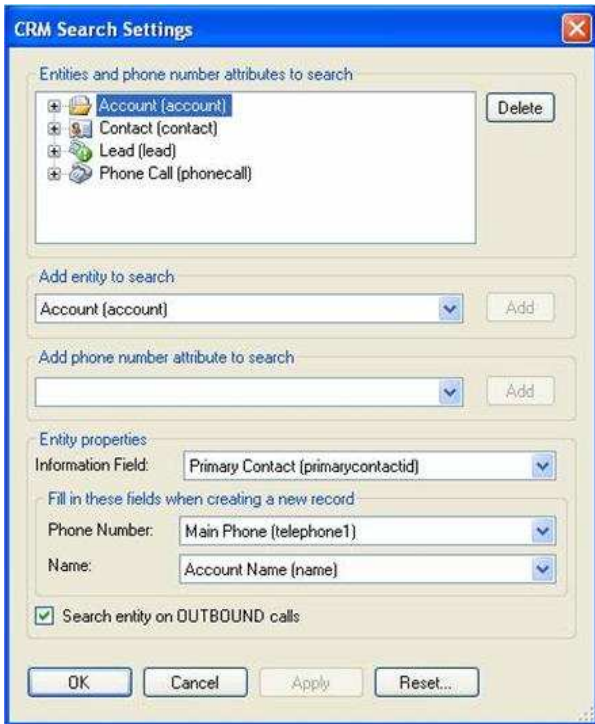 CRM Search Settings
Entities and phone number attributes to search
Account (account)
Delete
Contact (contact)
Lead (lead)
Phone Call (phonecall)
Add entity to search
Account (account)
Add
Add phone number attribute to search
Add
Entity properties
Information Field: Primary Contact (primarycontactid)
Fill in these fields when creating a new record
Phone Number: Main Phone (telephone1)
Name: Account Name (name)
Search entity on OUTBOUND calls
OK Cancel Apply Reset...